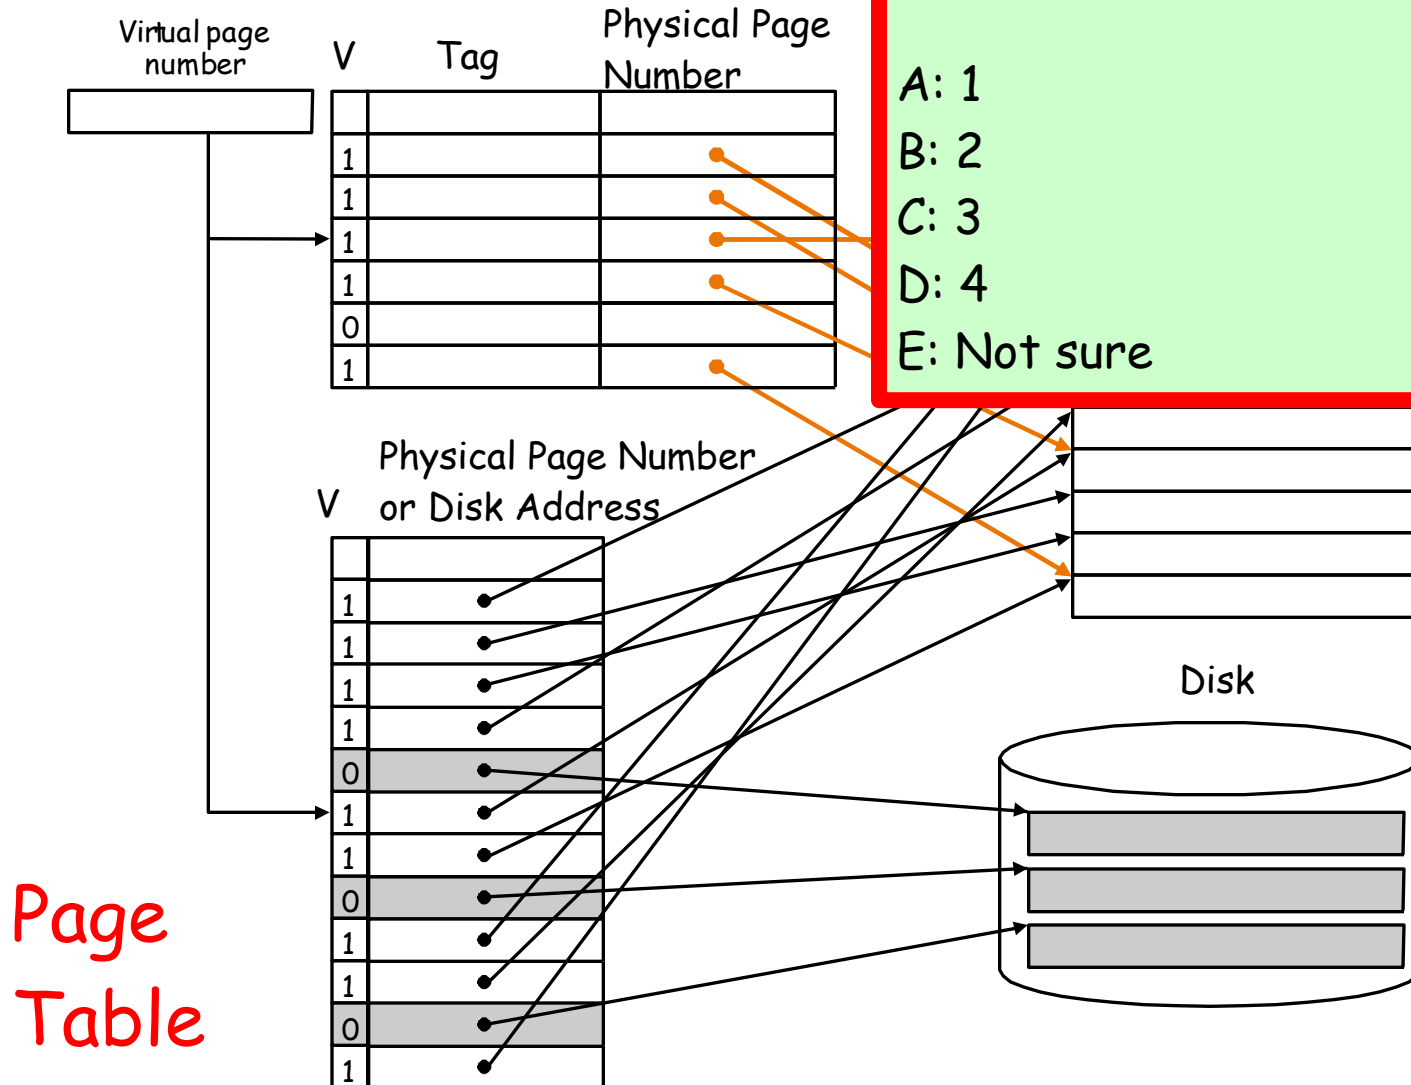 Virtual page
number
V
Tag
Physical Page
Number
1
1
1
1
0
1
A: 1
B: 2
C: 3
D: 4
E: Not sure
Physical Page Number
V or Disk Address
1
1
1
1
0
1
1
0
1
1
0
1
Disk
Page
Table